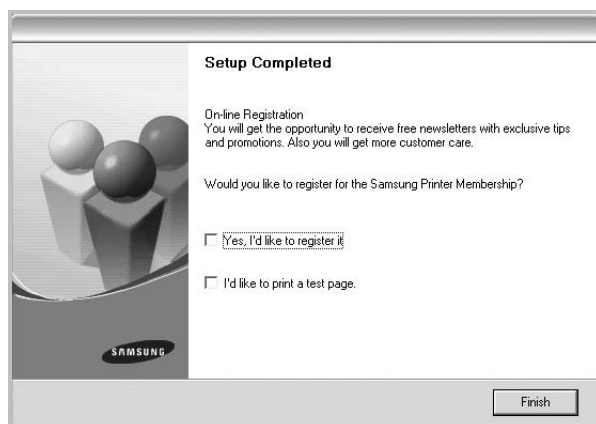 Setup Completed
On-line Registration
You will get the opportunity to receive free newsletters with exclusive tips
and promotions. Also you will get more customer care.
Would you like to register for the Samsung Printer Membership?
Yes, I'd like to register it
I'd like to print a test page.
SAMSUNG
Finish